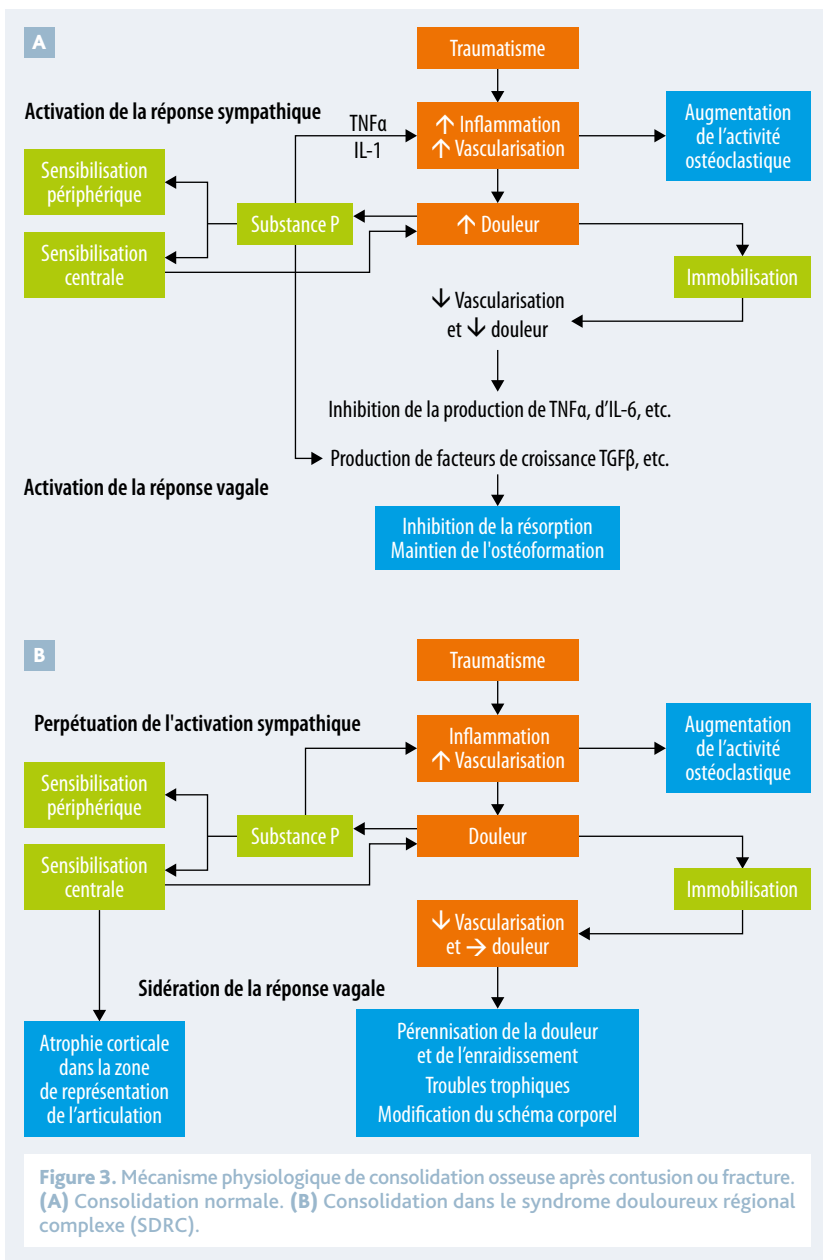 A
Traumatisme
Activation de la réponse sympathique
TNFα
IL-1
↑ Inflammation
↑ Vascularisation
Augmentation
de l'activité
ostéoclastique
Sensibilisation
périphérique
Substance P
↑ Douleur
Sensibilisation
centrale
Immobilisation
↓ Vascularisation
et ↓ douleur
Inhibition de la production de TNFα, d'IL-6, etc.
Production de facteurs de croissance TGFβ, etc.
Activation de la réponse vagale
Inhibition de la résorption
Maintien de l'ostéoformation
B
Traumatisme
Perpétuation de l'activation sympathique
Inflammation
↑ Vascularisation
Augmentation
de l'activité
ostéoclastique
Sensibilisation
périphérique
Substance P
Douleur
Sensibilisation
centrale
Immobilisation
↓ Vascularisation
et → douleur
Sidération de la réponse vagale
Atrophie corticale
dans la zone
de représentation
de l'articulation
Pérennisation de la douleur
et de l'enraidissement
Troubles trophiques
Modification du schéma corporel
Figure 3. Mécanisme physiologique de consolidation osseuse après contusion ou fracture.
(A) Consolidation normale. (B) Consolidation dans le syndrome douloureux régional
complexe (SDRC).